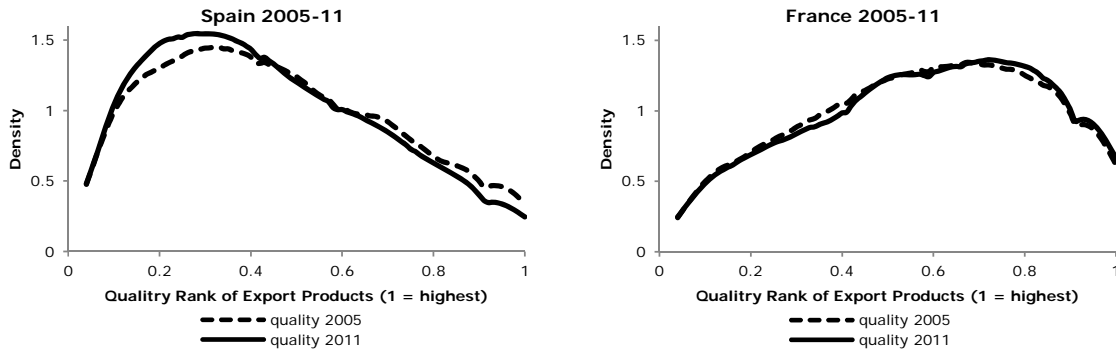 Spain 2005-11
1.5
1
0.5
0
Density
0 0.2 0.4 0.6 0.8 1
Qualitry Rank of Export Products (1 = highest)
quality 2005
quality 2011
France 2005-11
1.5
1
0.5
0
Density
0 0.2 0.4 0.6 0.8 1
Qualitry Rank of Export Products (1 = highest)
quality 2005
quality 2011